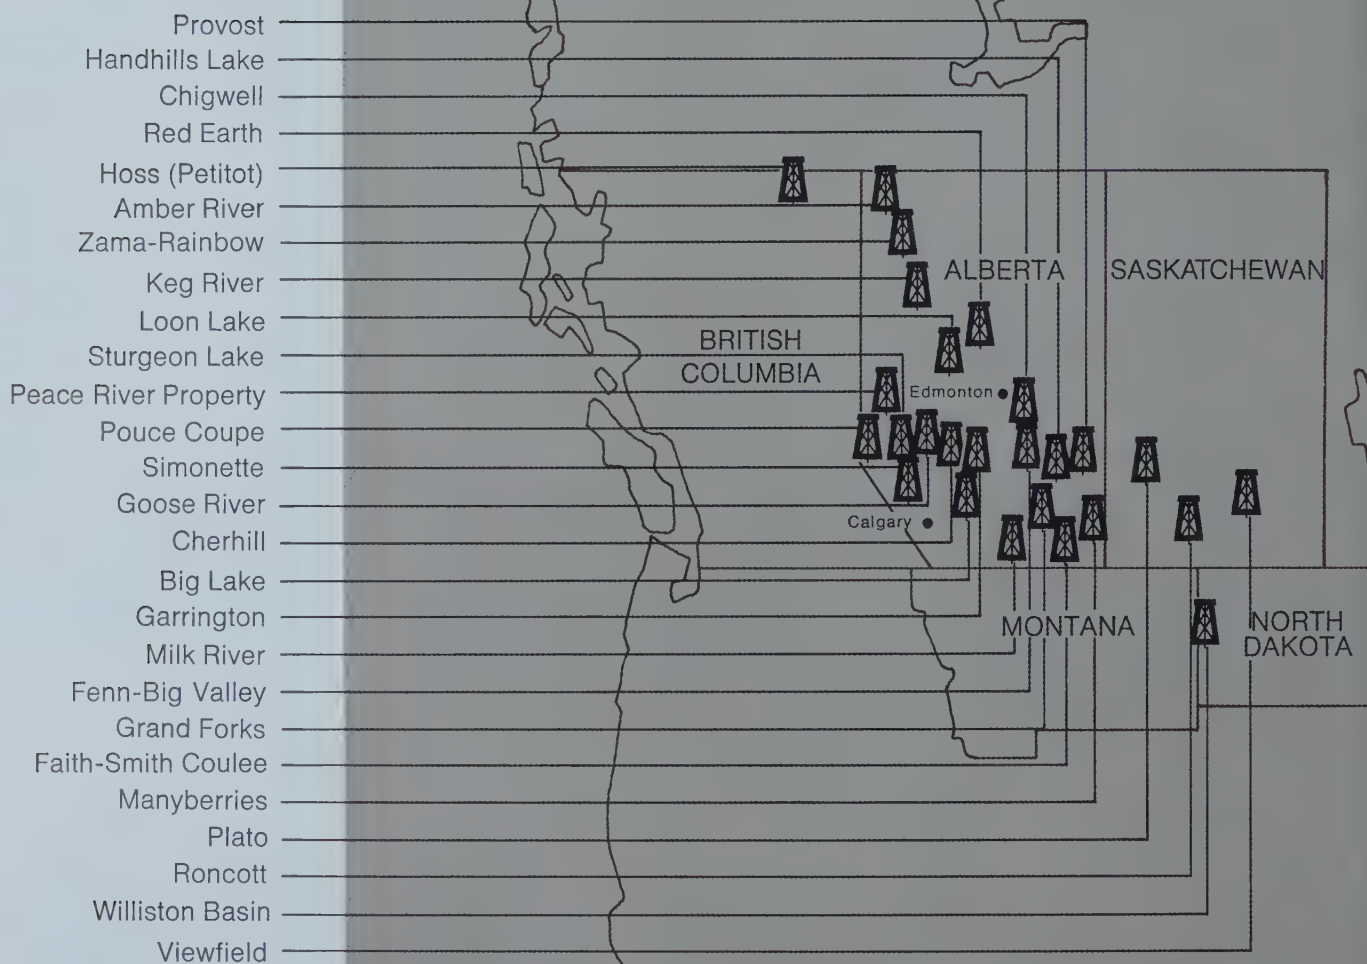 Provost
Handhills Lake
Chigwell
Red Earth
Hoss (Petitot)
Amber River
Zama-Rainbow
Keg River
Loon Lake
Sturgeon Lake
Peace River Property
Pouce Coupe
Simonette
Goose River
Cherhill
Big Lake
Garrington
Milk River
Fenn-Big Valley
Grand Forks
Faith-Smith Coulee
Manyberries
Plato
Roncott
Williston Basin
Viewfield
ALBERTA
SASKATCHEWAN
BRITISH
COLUMBIA
Edmonton
Calgary
MONTANA
NORTH
DAKOTA